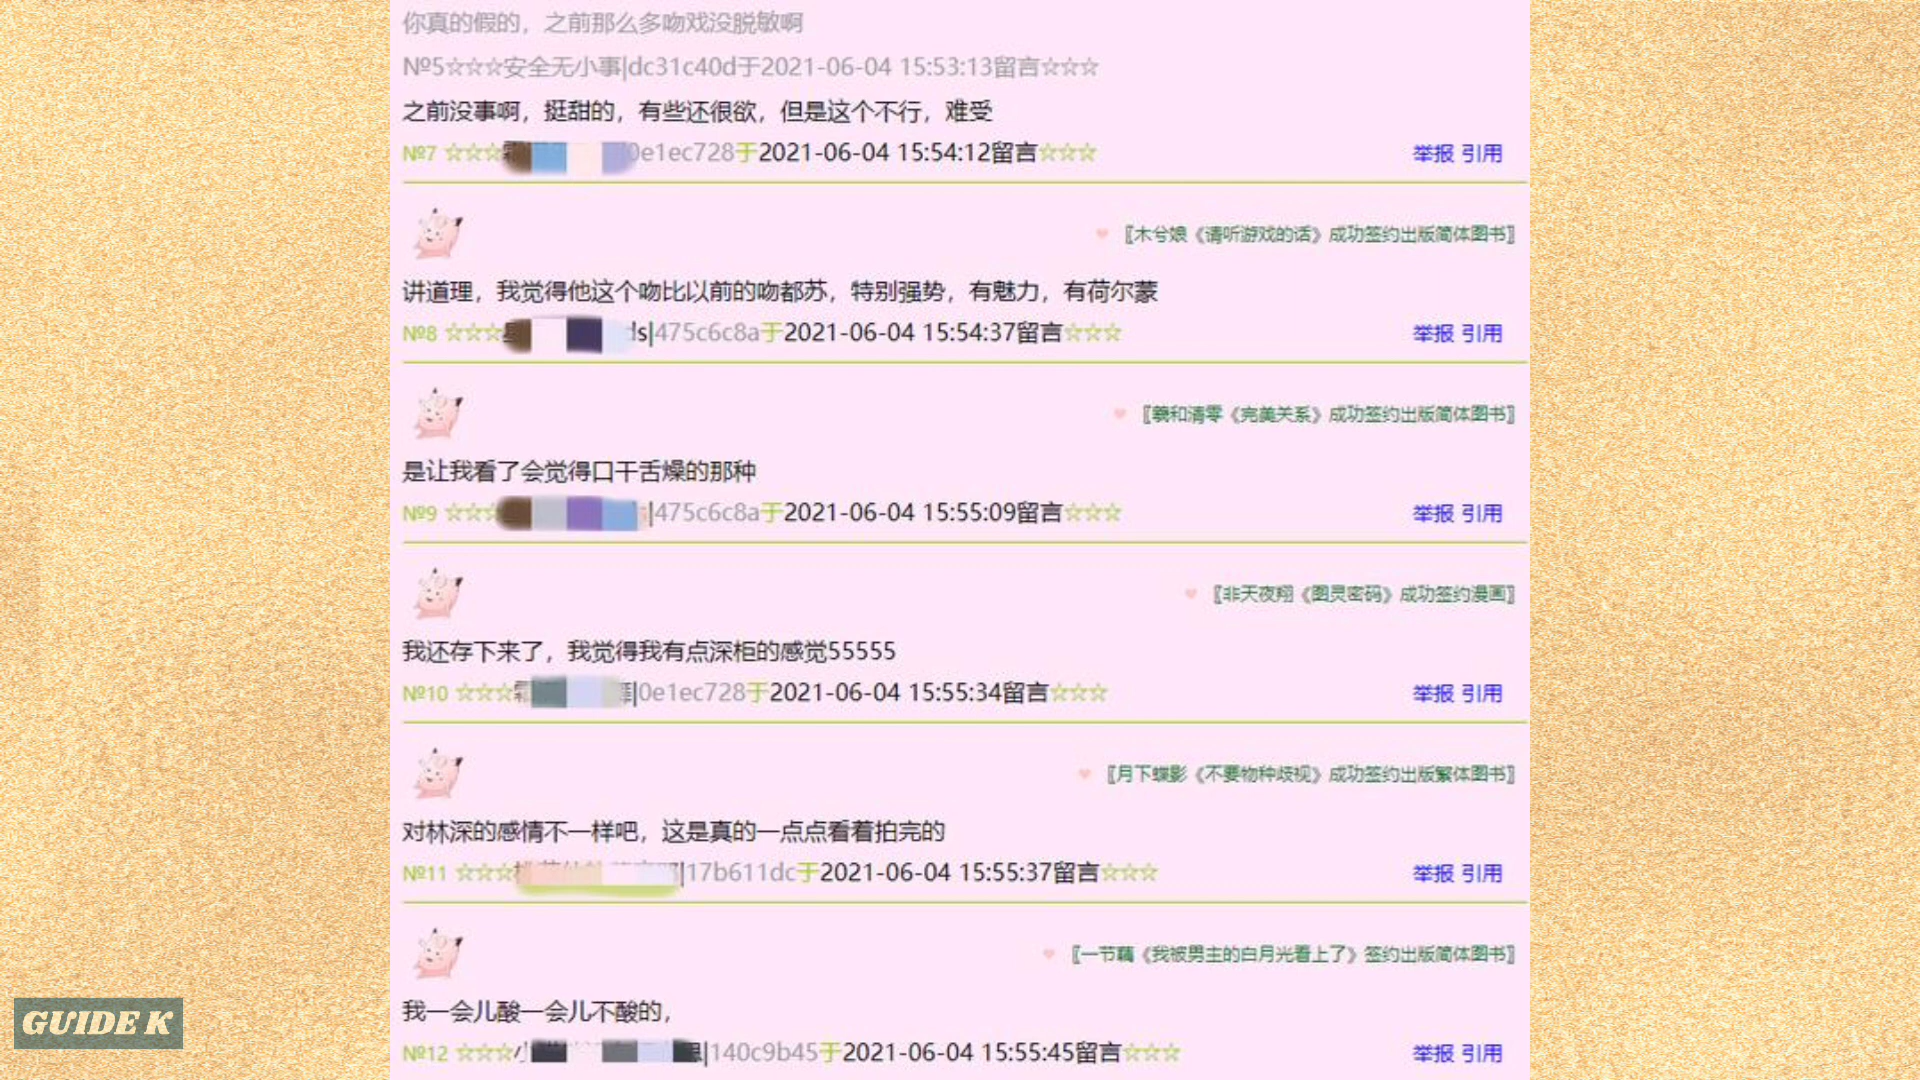 你真的假的，之前那么多吻戏没脱敏啊
№5☆☆☆安全无小事|dc31c40d于2021-06-04 15:53:13留言☆☆☆
之前没事啊，挺甜的，有些还很欲，但是这个不行，难受
№7 ☆☆☆ 0e1ec728于2021-06-04 15:54:12留言☆☆☆ 举报 引用
〖木兮娘《请听游戏的话》成功签约出版简体图书〗
讲道理，我觉得他这个吻比以前的吻都苏，特别强势，有魅力，有荷尔蒙
№8 ☆☆☆ ds|475c6c8a于2021-06-04 15:54:37留言☆☆☆ 举报 引用
〖羲和清零《完美关系》成功签约出版简体图书〗
是让我看了会觉得口干舌燥的那种
№9 ☆☆☆ |475c6c8a于2021-06-04 15:55:09留言☆☆☆ 举报 引用
〖非天夜翔《图灵密码》成功签约漫画〗
我还存下来了，我觉得我有点深柜的感觉55555
№10 ☆☆☆ |0e1ec728于2021-06-04 15:55:34留言☆☆☆ 举报 引用
〖月下蝶影《不要物种歧视》成功签约出版繁体图书〗
对林深的感情不一样吧，这是真的一点点看着拍完的
№11 ☆☆☆ |17b611dc于2021-06-04 15:55:37留言☆☆☆ 举报 引用
〖一节藕《我被男主的白月光看上了》签约出版简体图书〗
我一会儿酸一会儿不酸的，
№12 ☆☆☆ |140c9b45于2021-06-04 15:55:45留言☆☆☆ 举报 引用
GUIDE K